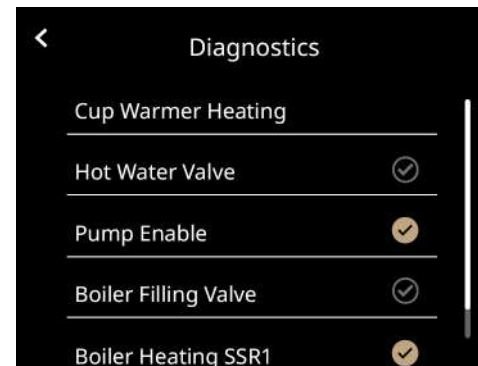 Diagnostics
Cup Warmer Heating
Hot Water Valve
Pump Enable
Boiler Filling Valve
Boiler Heating SSR1